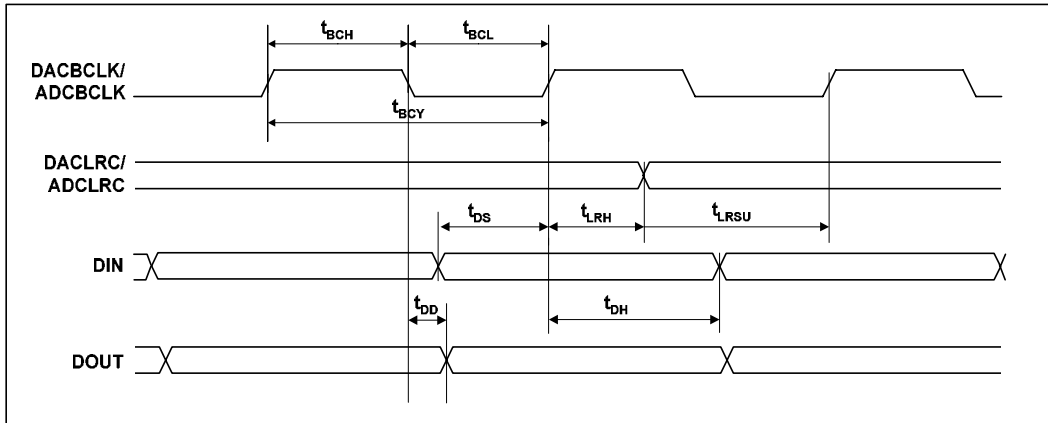 tBCH
tBCL
DACBCLK/
ADCBCLK
tBCY
DACLRC/
ADCLRC
tDS
tLRH
tLRSU
DIN
tDD
tDH
DOUT